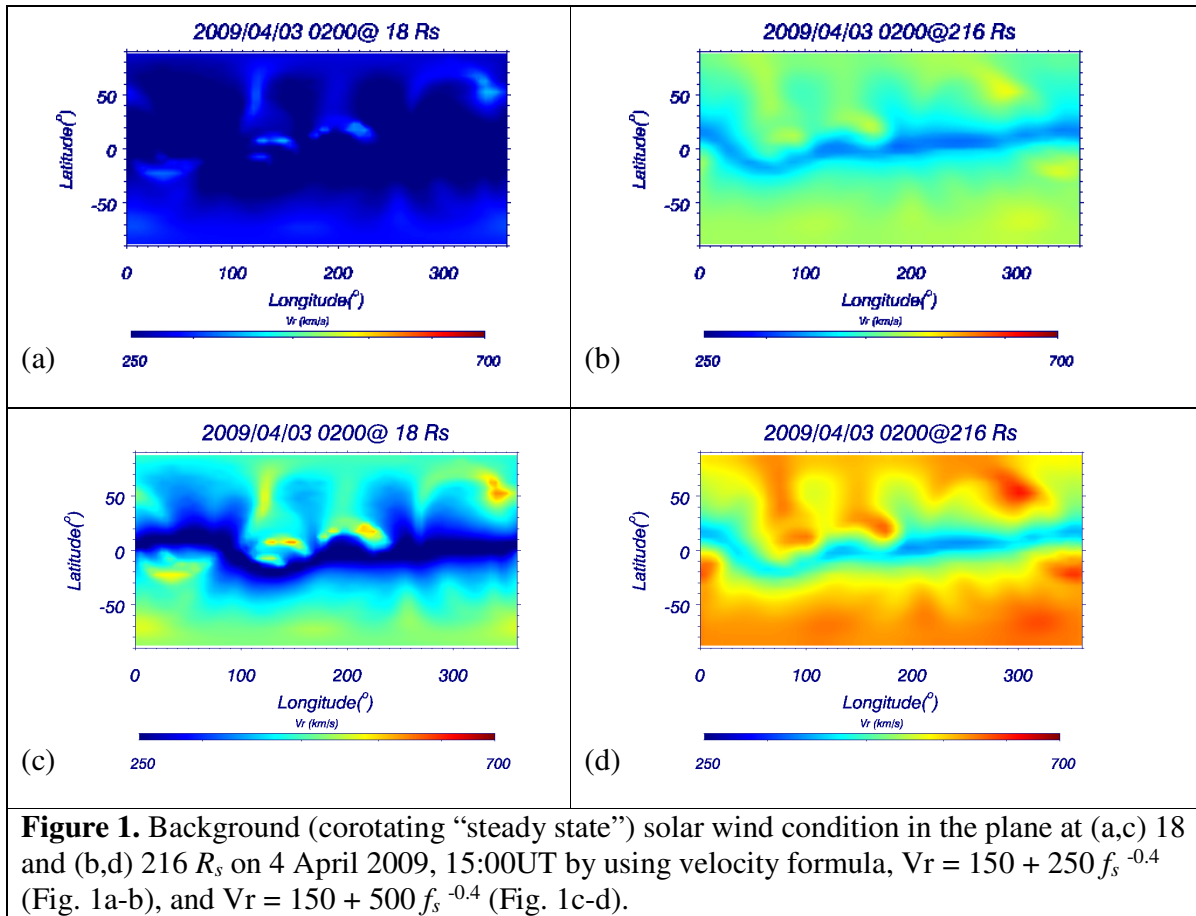 2009/04/03 0200@ 18 Rs
50
0
-50
Latitude(°)
0 100 200 300
Longitude(°)
Vr (km/s)
250 700
(a)
2009/04/03 0200@216 Rs
50
0
-50
Latitude(°)
0 100 200 300
Longitude(°)
Vr (km/s)
250 700
(b)
2009/04/03 0200@ 18 Rs
50
0
-50
Latitude(°)
0 100 200 300
Longitude(°)
Vr (km/s)
250 700
(c)
2009/04/03 0200@216 Rs
50
0
-50
Latitude(°)
0 100 200 300
Longitude(°)
Vr (km/s)
250 700
(d)
Figure 1. Background (corotating “steady state”) solar wind condition in the plane at (a,c) 18
and (b,d) 216 Rs on 4 April 2009, 15:00UT by using velocity formula, Vr = 150 + 250 fs -0.4
(Fig. 1a-b), and Vr = 150 + 500 fs -0.4 (Fig. 1c-d).